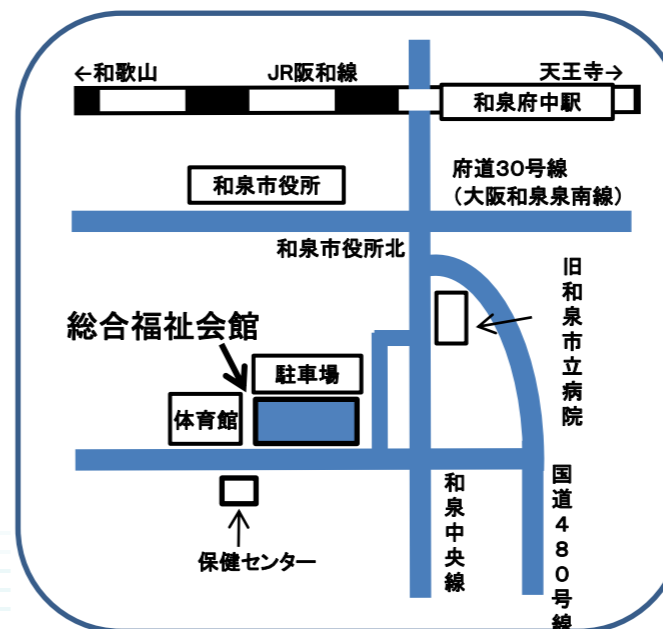 ←和歌山
JR阪和線
天王寺→
和泉府中駅
和泉市役所
府道30号線
(大阪和泉泉南線)
和泉市役所北
旧和泉市立病院
総合福祉会館
駐車場
体育館
和泉中央線
国道480号線
保健センター